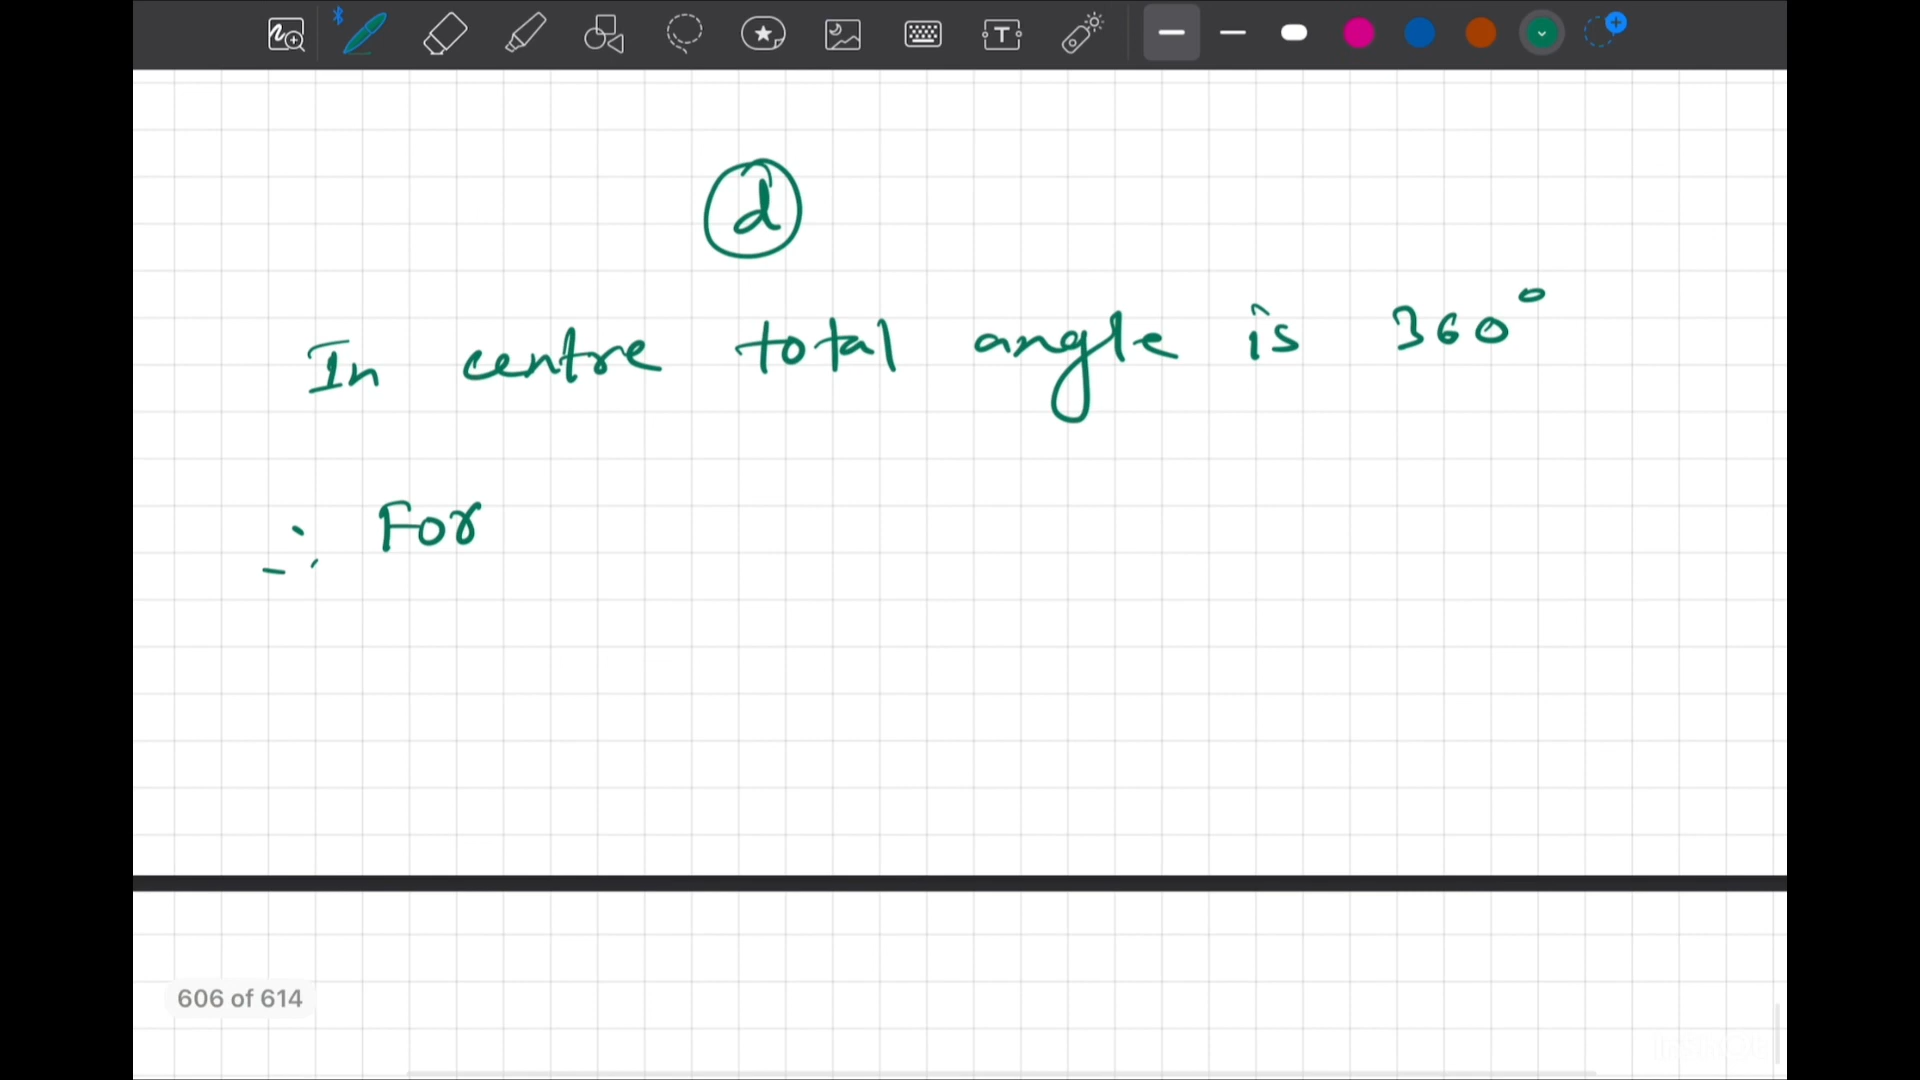 d
In centre total angle is 360°
∴ For
606 of 614